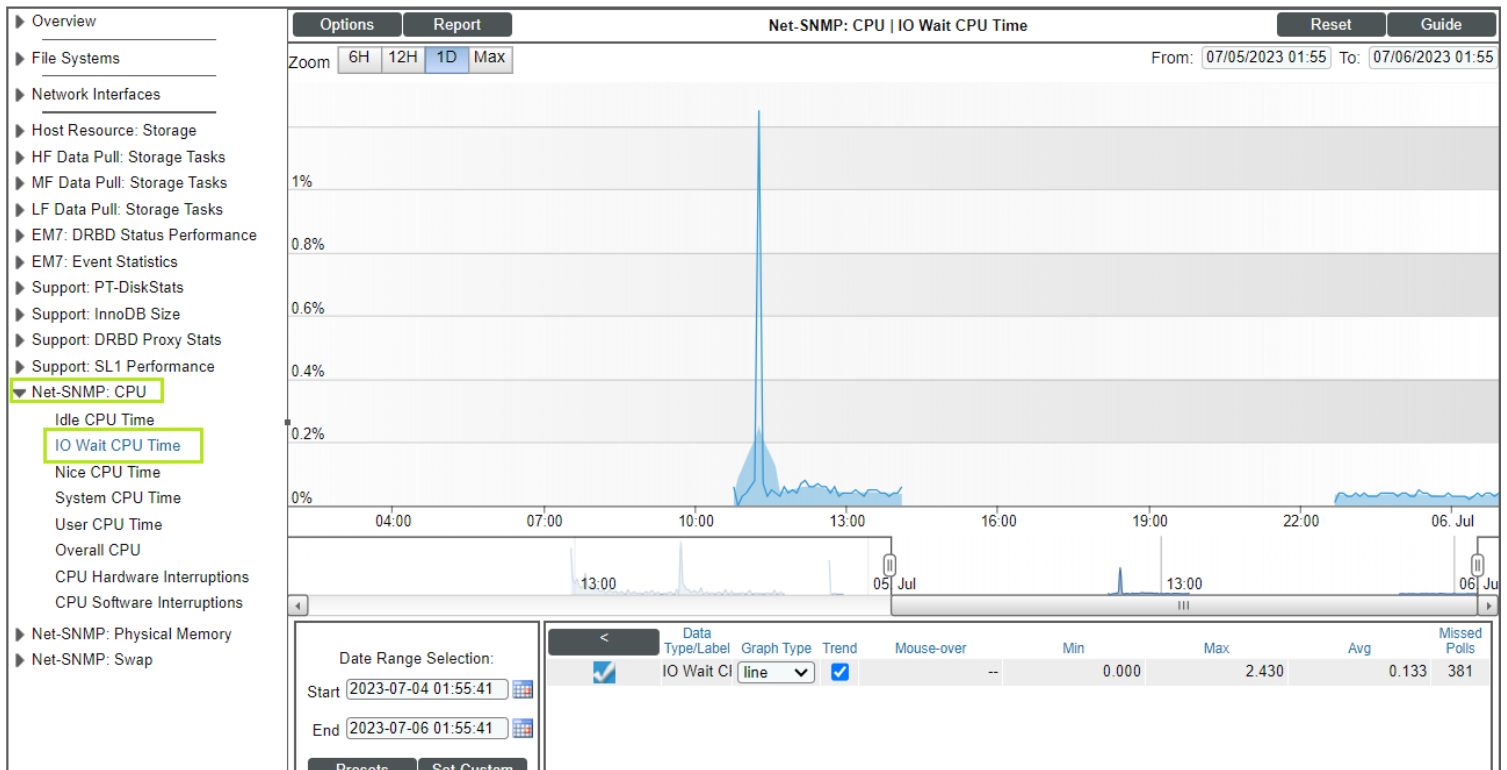 Overview
File Systems
Network Interfaces
Host Resource: Storage
HF Data Pull: Storage Tasks
MF Data Pull: Storage Tasks
LF Data Pull: Storage Tasks
EM7: DRBD Status Performance
EM7: Event Statistics
Support: PT-DiskStats
Support: InnoDB Size
Support: DRBD Proxy Stats
Support: SL1 Performance
Net-SNMP: CPU
Idle CPU Time
IO Wait CPU Time
Nice CPU Time
System CPU Time
User CPU Time
Overall CPU
CPU Hardware Interruptions
CPU Software Interruptions
Net-SNMP: Physical Memory
Net-SNMP: Swap
Options Report Net-SNMP: CPU | IO Wait CPU Time Reset Guide
Zoom 6H 12H 1D Max From: 07/05/2023 01:55 To: 07/06/2023 01:55
1%
0.8%
0.6%
0.4%
0.2%
0%
04:00 07:00 10:00 13:00 16:00 19:00 22:00 06. Jul
13:00 05. Jul 13:00 06. Ju
Date Range Selection:
Start 2023-07-04 01:55:41
End 2023-07-06 01:55:41
Presets Set Custom
< Data Type/Label Graph Type Trend Mouse-over Min Max Avg Missed Polls
IO Wait CI line -- 0.000 2.430 0.133 381